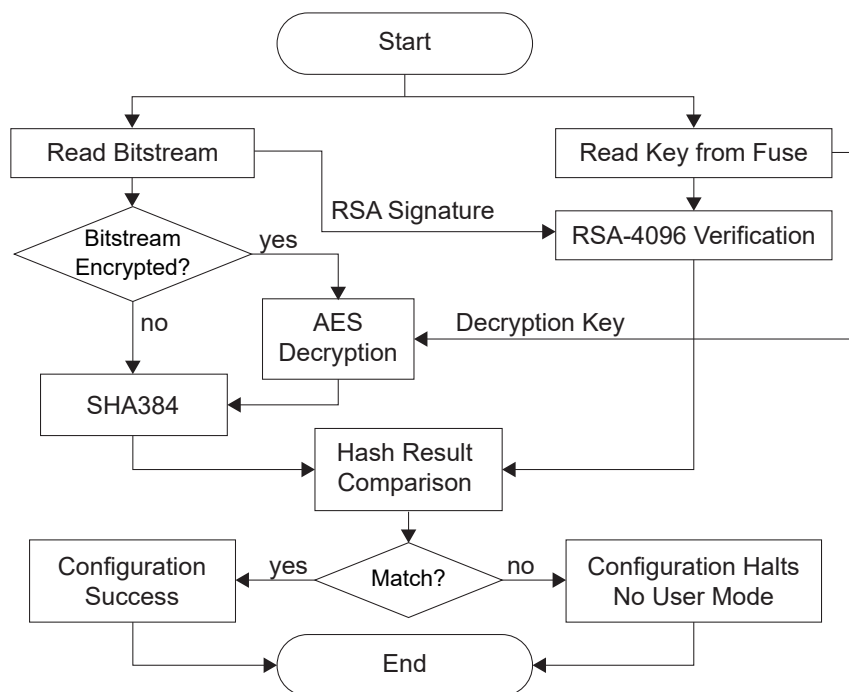 Start
Read Bitstream
Read Key from Fuse
RSA Signature
RSA-4096 Verification
Bitstream
Encrypted?
yes
no
AES
Decryption
Decryption Key
SHA384
Hash Result
Comparison
Configuration
Success
yes
Match?
no
Configuration Halts
No User Mode
End